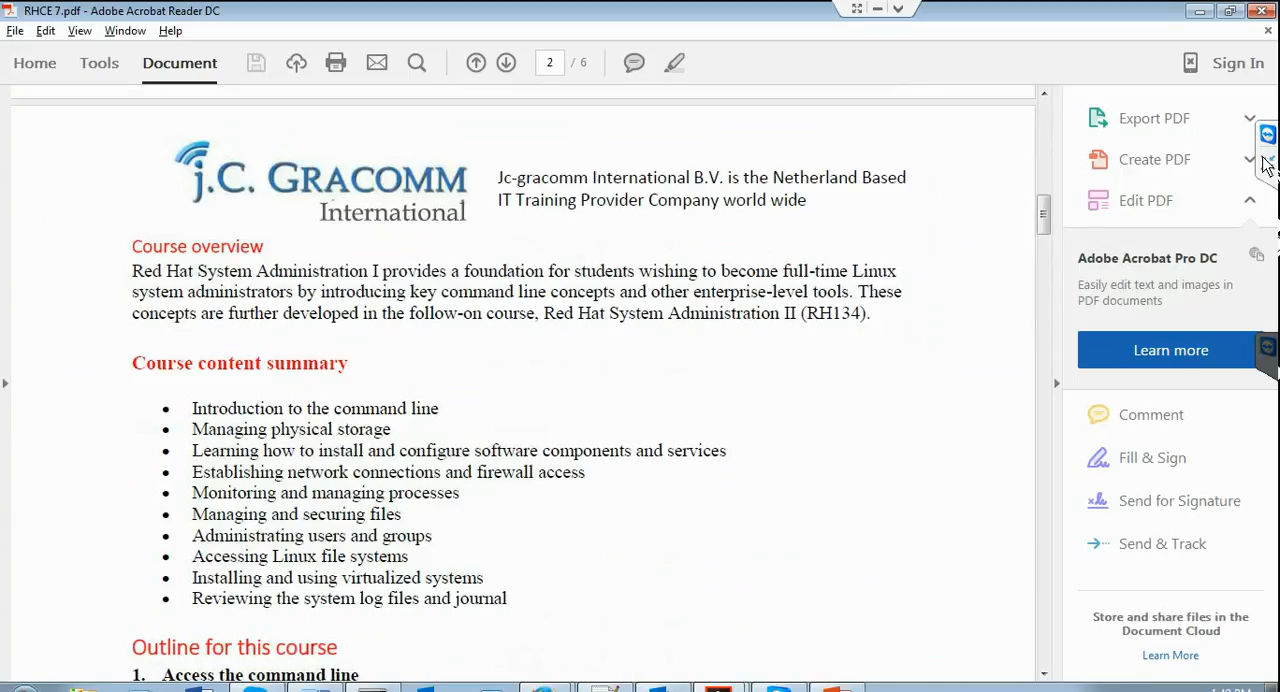 RHCE 7.pdf - Adobe Acrobat Reader DC
File Edit View Window Help
Home Tools Document 2 / 6 Sign In
j.C. GRACOMM
International
Jc-gracomm International B.V. is the Netherland Based
IT Training Provider Company world wide
Course overview
Red Hat System Administration I provides a foundation for students wishing to become full-time Linux
system administrators by introducing key command line concepts and other enterprise-level tools. These
concepts are further developed in the follow-on course, Red Hat System Administration II (RH134).
Course content summary
• Introduction to the command line
• Managing physical storage
• Learning how to install and configure software components and services
• Establishing network connections and firewall access
• Monitoring and managing processes
• Managing and securing files
• Administrating users and groups
• Accessing Linux file systems
• Installing and using virtualized systems
• Reviewing the system log files and journal
Outline for this course
1. Access the command line
Export PDF
Create PDF
Edit PDF
Adobe Acrobat Pro DC
Easily edit text and images in
PDF documents
Learn more
Comment
Fill & Sign
Send for Signature
Send & Track
Store and share files in the
Document Cloud
Learn More